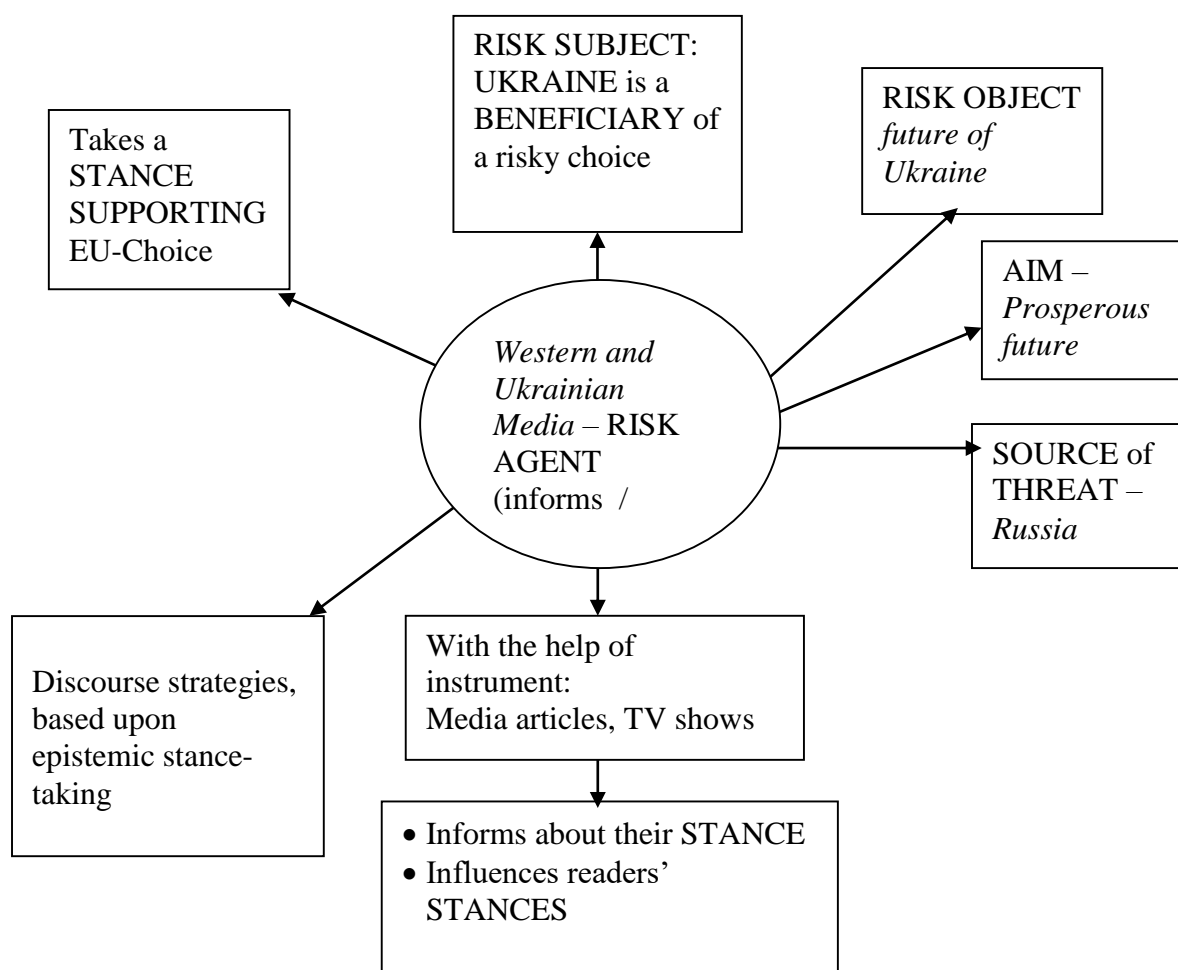 RISK SUBJECT:
UKRAINE is a
BENEFICIARY of
a risky choice
RISK OBJECT
future of
Ukraine
Takes a
STANCE
SUPPORTING
EU-Choice
AIM –
Prosperous
future
Western and
Ukrainian
Media – RISK
AGENT
(informs /
SOURCE of
THREAT –
Russia
Discourse strategies,
based upon
epistemic stance-
taking
With the help of
instrument:
Media articles, TV shows
• Informs about their STANCE
• Influences readers’
STANCES